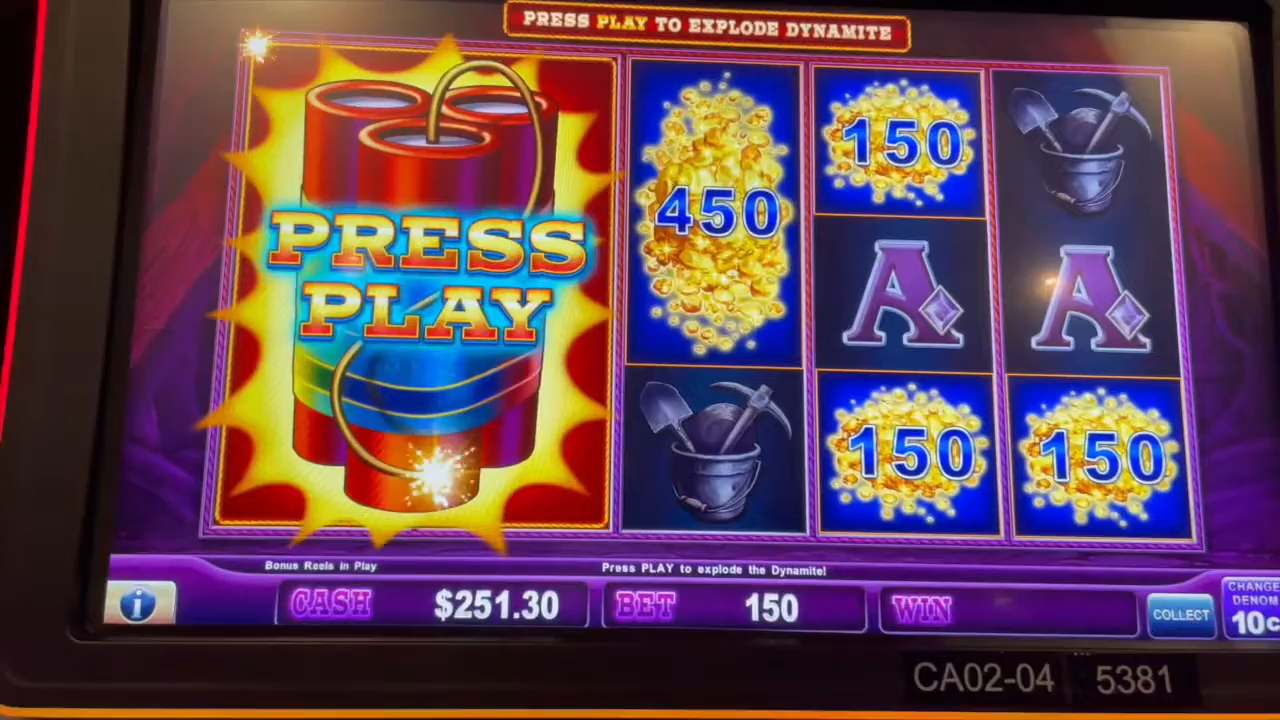 PRESS PLAY TO EXPLODE DYNAMITE
PRESS
PLAY
450
150
A
A
150
150
Bonus Reels in Play
Press PLAY to explode the Dynamite!
i
CASH $251.30
BET 150
WIN
COLLECT
CHANGE
DENOM
10¢
CA02-04 5381